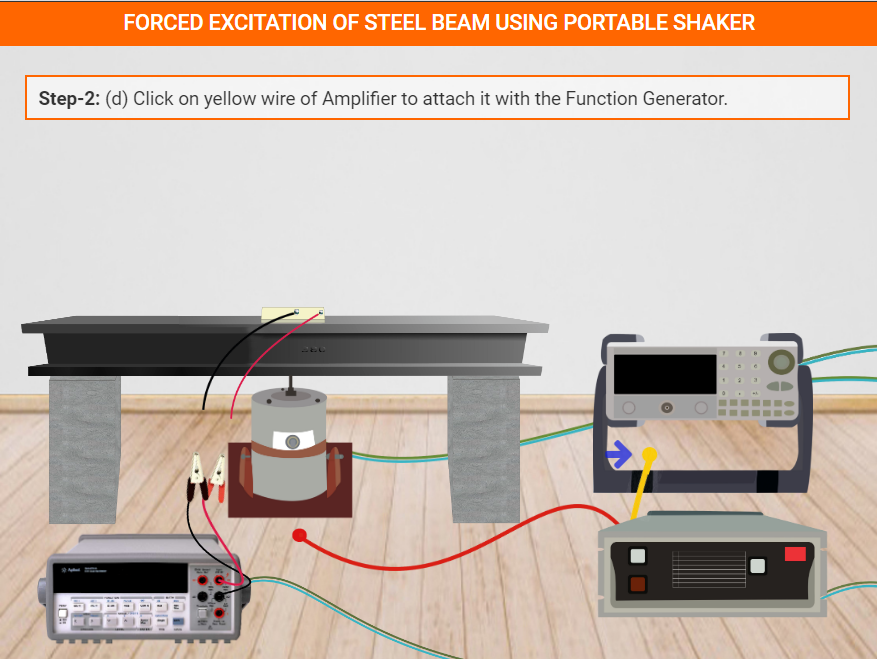 FORCED EXCITATION OF STEEL BEAM USING PORTABLE SHAKER
Step-2: (d) Click on yellow wire of Amplifier to attach it with the Function Generator.
Agilent